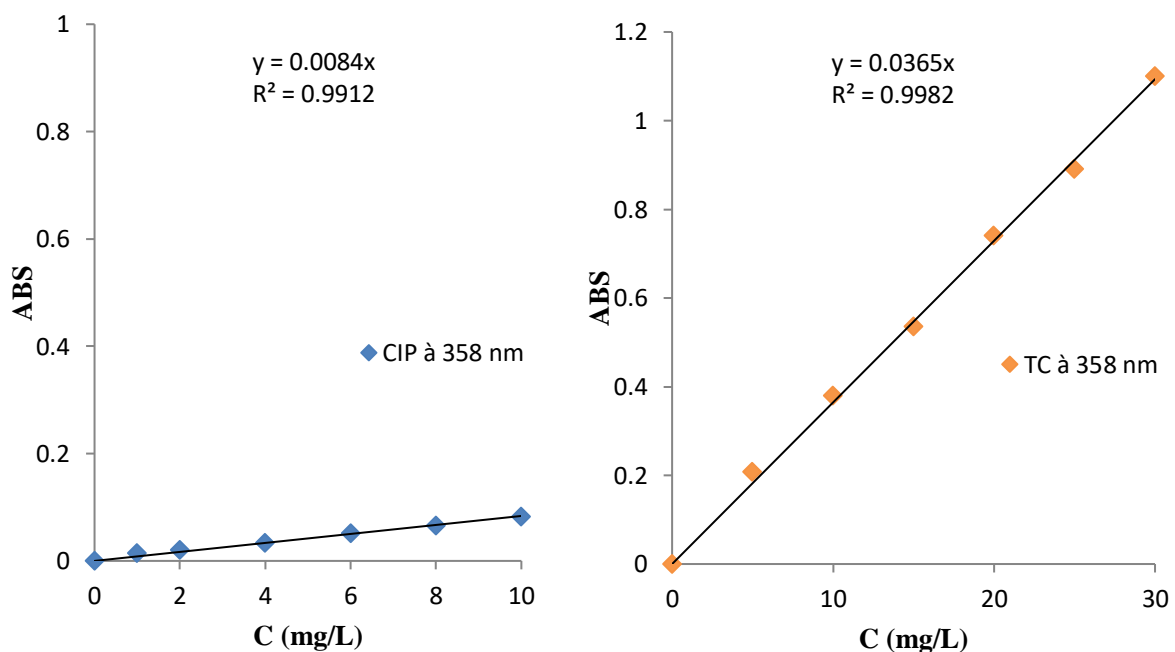 y = 0.0084x
R² = 0.9912
1
0.8
0.6
0.4
0.2
0
ABS
CIP à 358 nm
0 2 4 6 8 10
C (mg/L)
y = 0.0365x
R² = 0.9982
1.2
1
0.8
0.6
0.4
0.2
0
ABS
TC à 358 nm
0 10 20 30
C (mg/L)